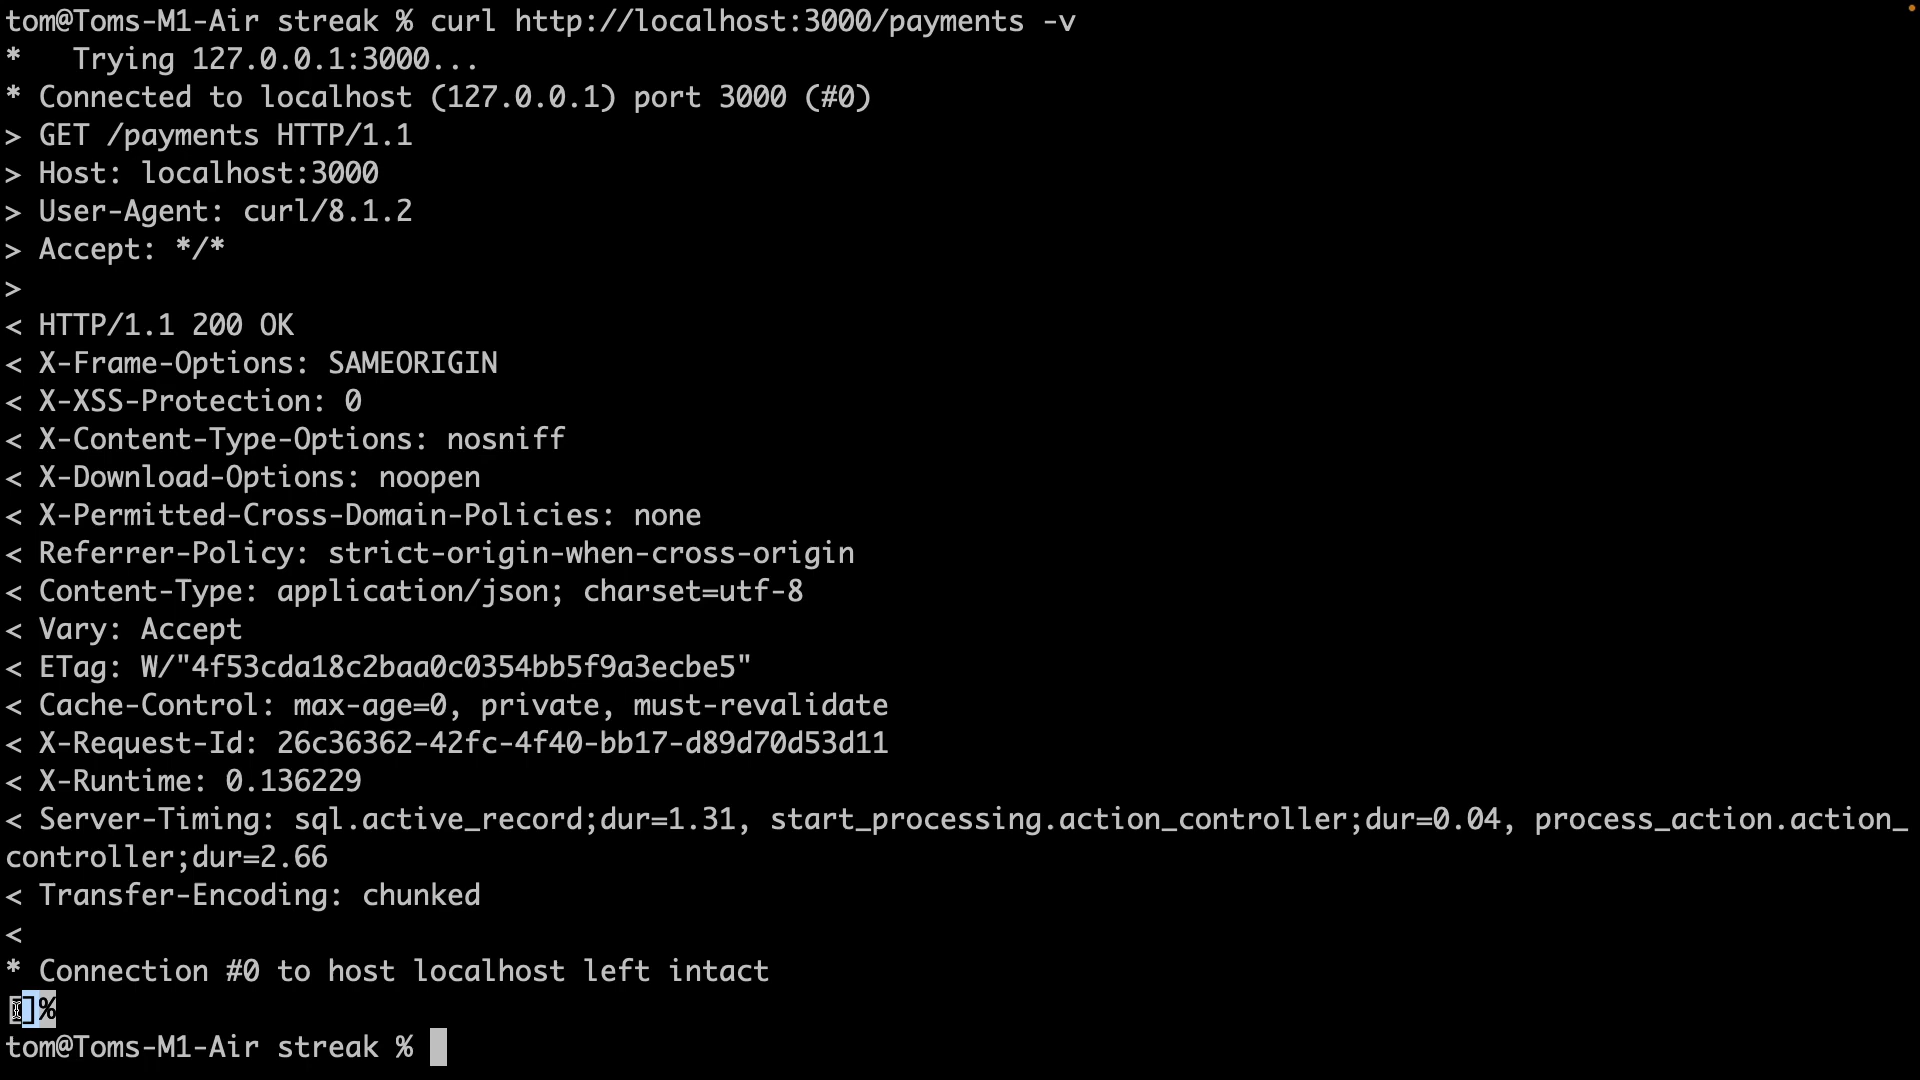 tom@Toms-M1-Air streak % curl http://localhost:3000/payments -v
*   Trying 127.0.0.1:3000...
* Connected to localhost (127.0.0.1) port 3000 (#0)
> GET /payments HTTP/1.1
> Host: localhost:3000
> User-Agent: curl/8.1.2
> Accept: */*
>
< HTTP/1.1 200 OK
< X-Frame-Options: SAMEORIGIN
< X-XSS-Protection: 0
< X-Content-Type-Options: nosniff
< X-Download-Options: noopen
< X-Permitted-Cross-Domain-Policies: none
< Referrer-Policy: strict-origin-when-cross-origin
< Content-Type: application/json; charset=utf-8
< Vary: Accept
< ETag: W/"4f53cda18c2baa0c0354bb5f9a3ecbe5"
< Cache-Control: max-age=0, private, must-revalidate
< X-Request-Id: 26c36362-42fc-4f40-bb17-d89d70d53d11
< X-Runtime: 0.136229
< Server-Timing: sql.active_record;dur=1.31, start_processing.action_controller;dur=0.04, process_action.action_
controller;dur=2.66
< Transfer-Encoding: chunked
<
* Connection #0 to host localhost left intact
[]%
tom@Toms-M1-Air streak %